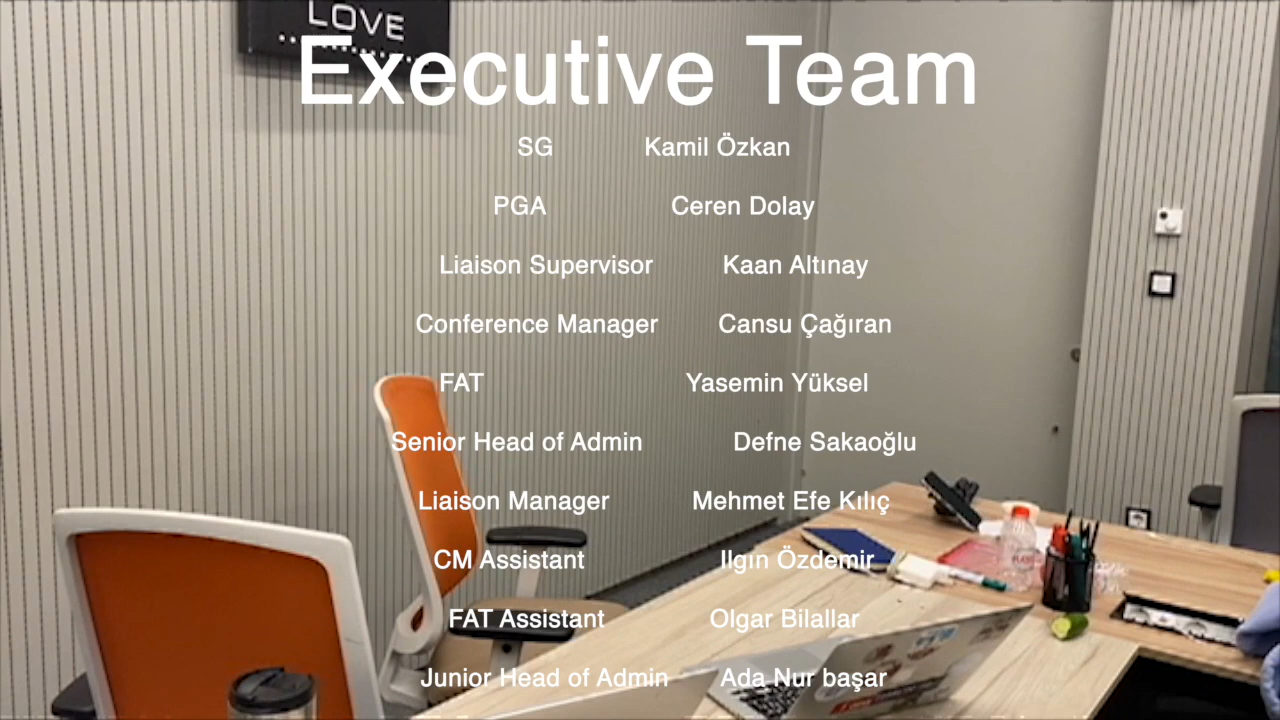 LOVE
Executive Team
SG Kamil Özkan
PGA Ceren Dolay
Liaison Supervisor Kaan Altınay
Conference Manager Cansu Çağıran
FAT Yasemin Yüksel
Senior Head of Admin Defne Sakaoğlu
Liaison Manager Mehmet Efe Kılıç
CM Assistant Ilgın Özdemir
FAT Assistant Olgar Bilallar
Junior Head of Admin Ada Nur başar